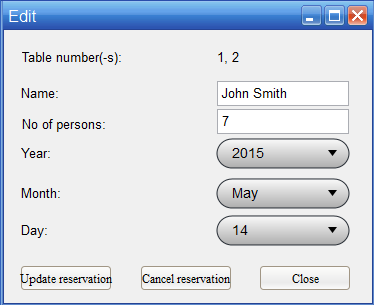 Edit
Table number(-s): 1, 2
Name: John Smith
No of persons: 7
Year: 2015
Month: May
Day: 14
Update reservation Cancel reservation Close